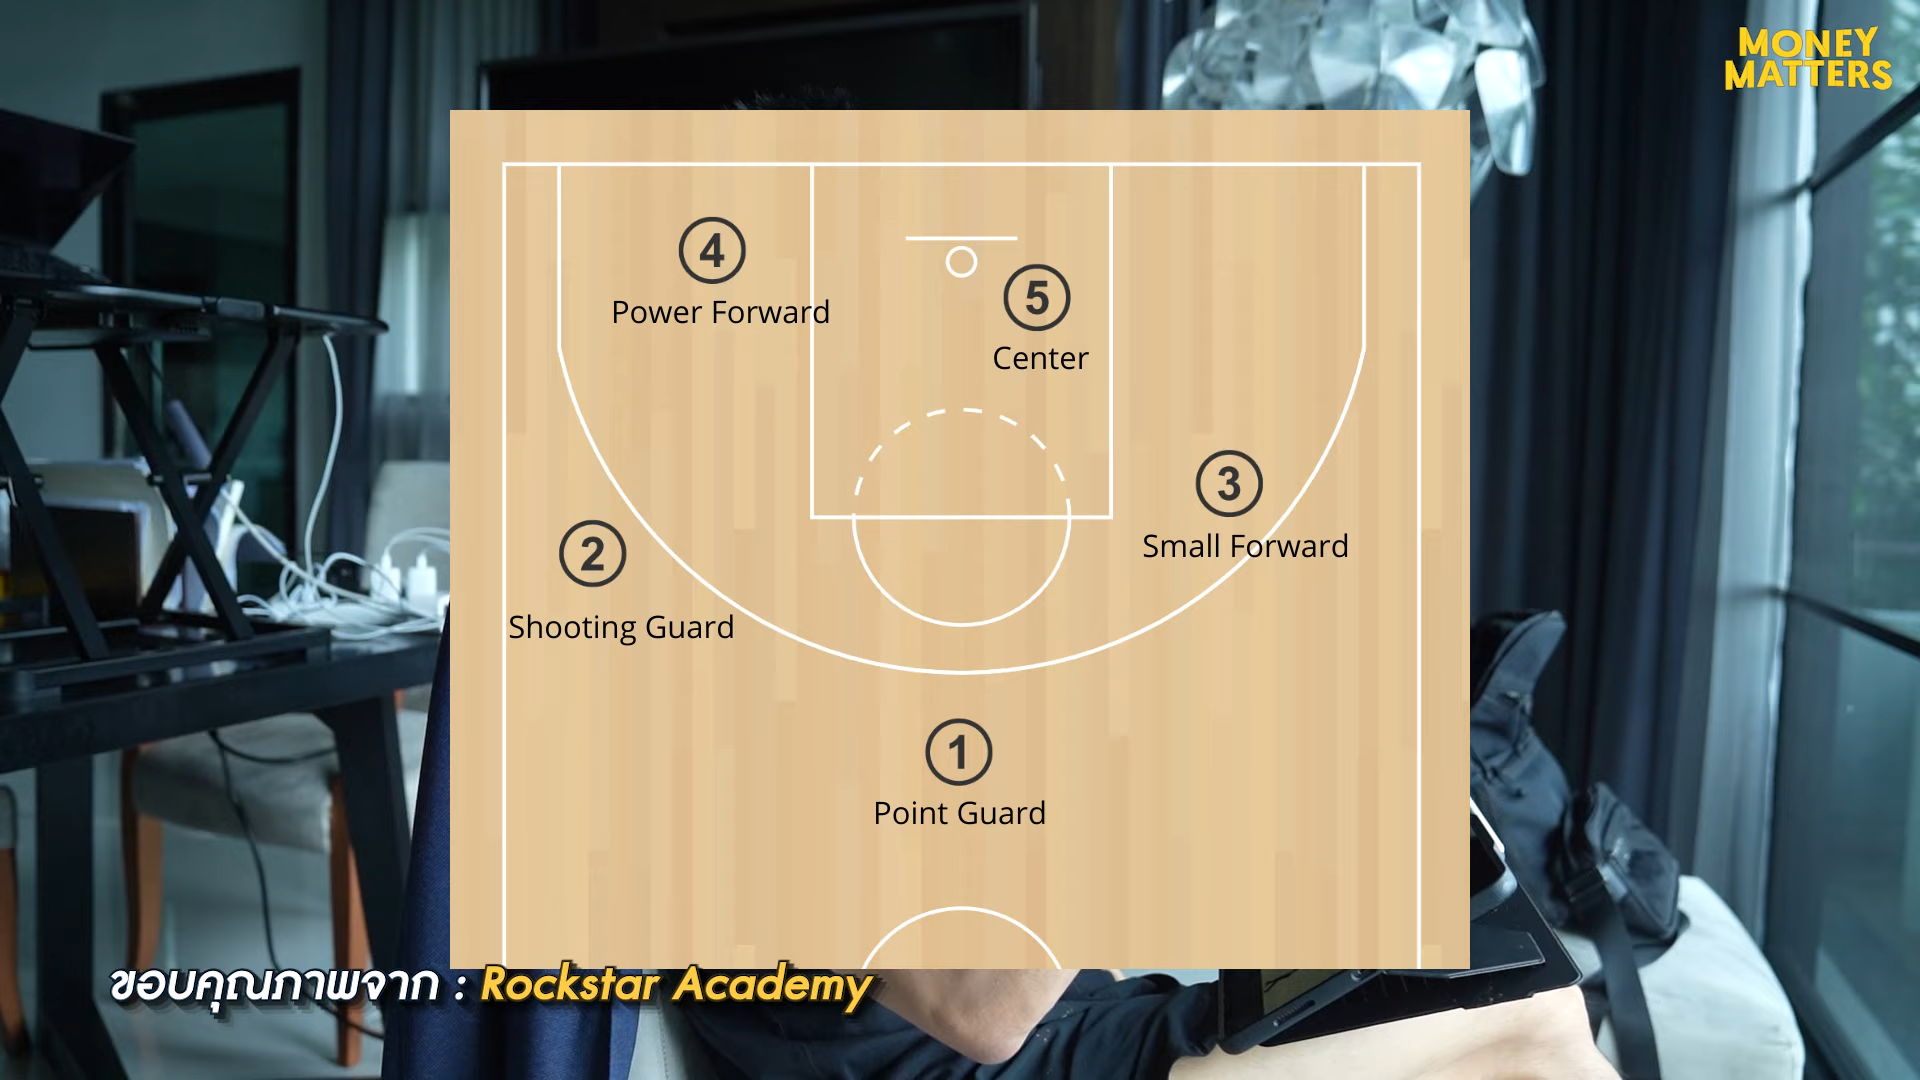 MONEY
MATTERS
4
Power Forward
5
Center
3
Small Forward
2
Shooting Guard
1
Point Guard
ขอบคุณภาพจาก : Rockstar Academy